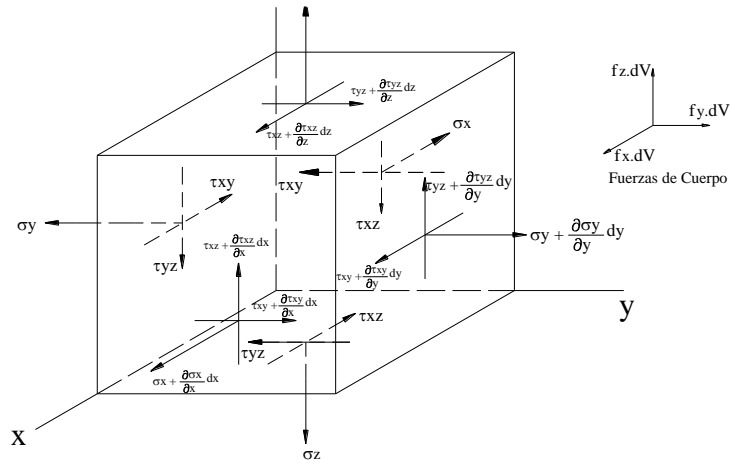 τyz + ∂τyz/∂z dz
τxz + ∂τxz/∂z dz
σx
fz.dV
fy.dV
fx.dV
Fuerzas de Cuerpo
τxy
τxy
τyz + ∂τyz/∂y dy
σy
τxz
σy + ∂σy/∂y dy
τyz
τxz + ∂τxz/∂x dx
τxy + ∂τxy/∂y dy
τxy + ∂τxy/∂x dx
τxz
y
τyz
σx + ∂σx/∂x dx
x
σz